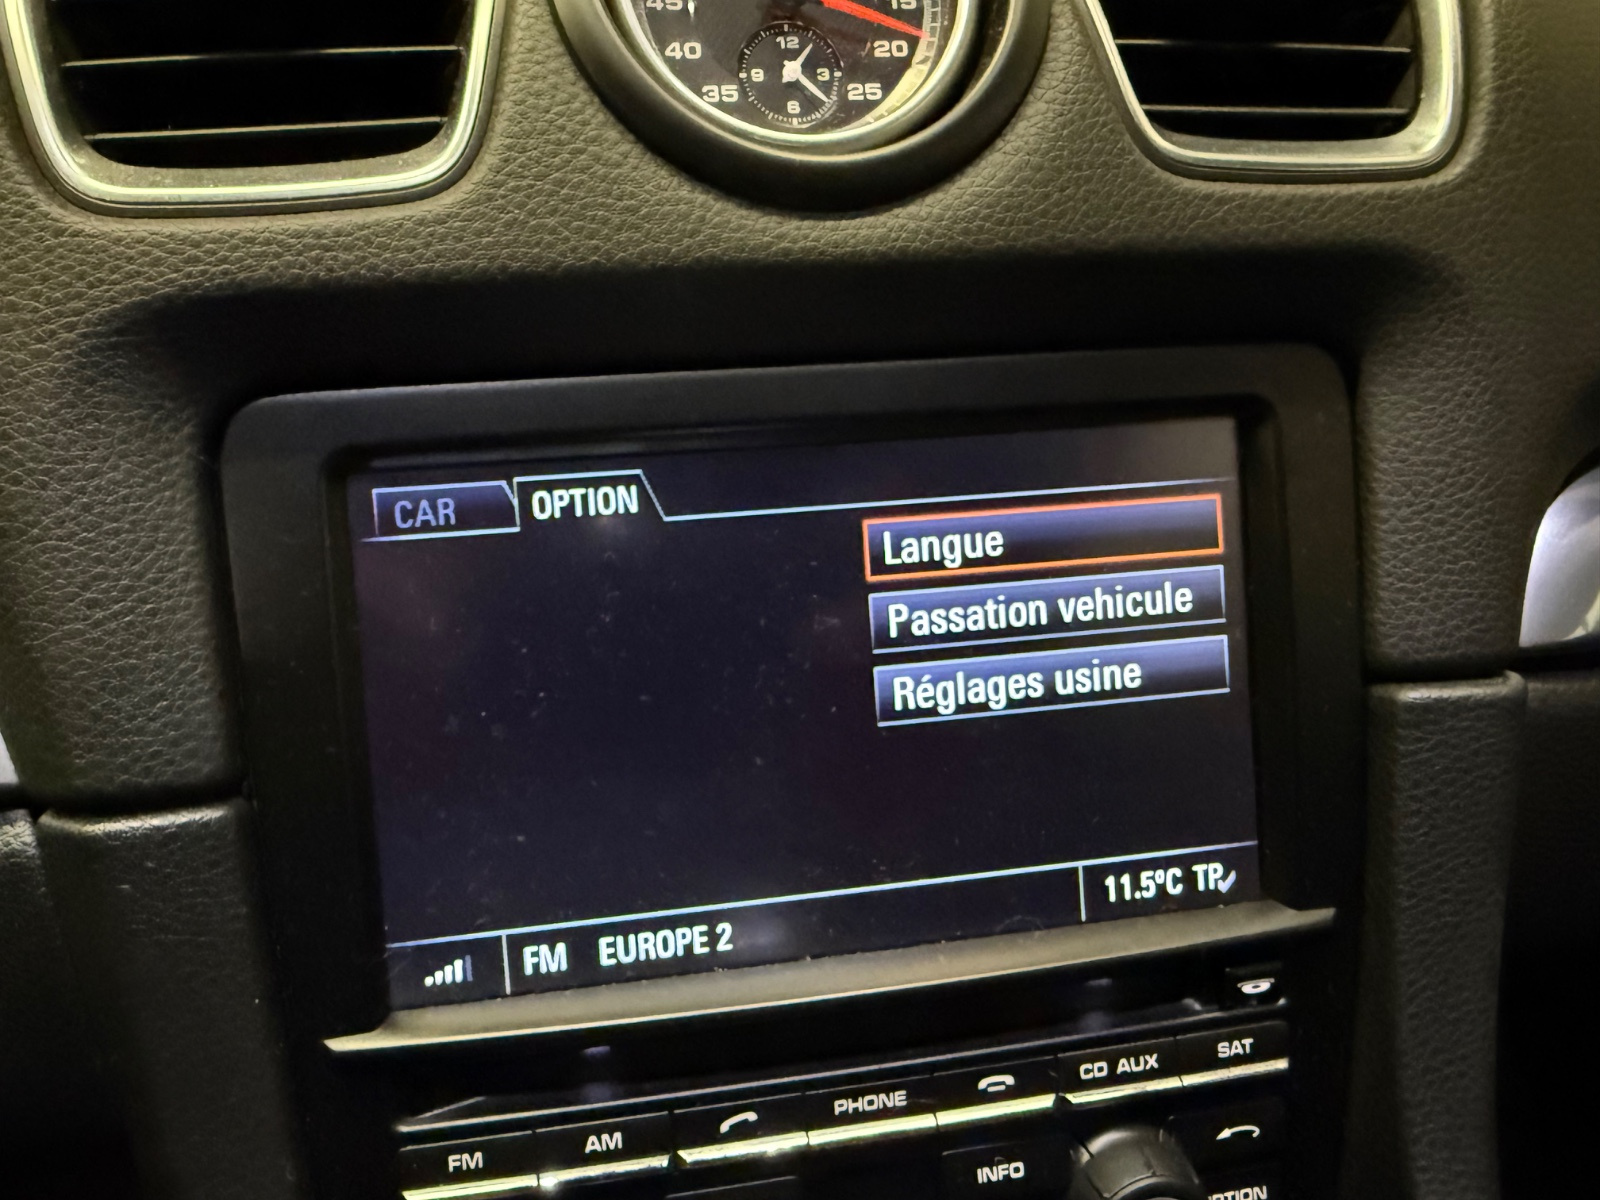 45
15
40
20
35
25
12
9
3
6
CAR
OPTION
Langue
Passation vehicule
Réglages usine
11.5ºC TP
FM EUROPE 2
SAT
CD AUX
PHONE
AM
FM
INFO